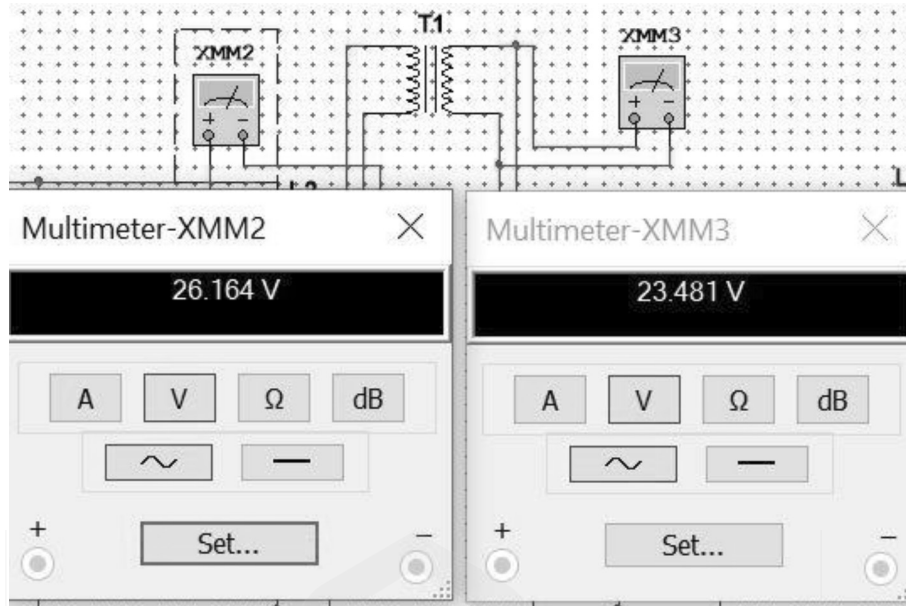 T1
XMM2
XMM3
+ -
+ -
Multimeter-XMM2
Multimeter-XMM3
26.164 V
23.481 V
A V Ω dB
A V Ω dB
+ Set... -
+ Set... -